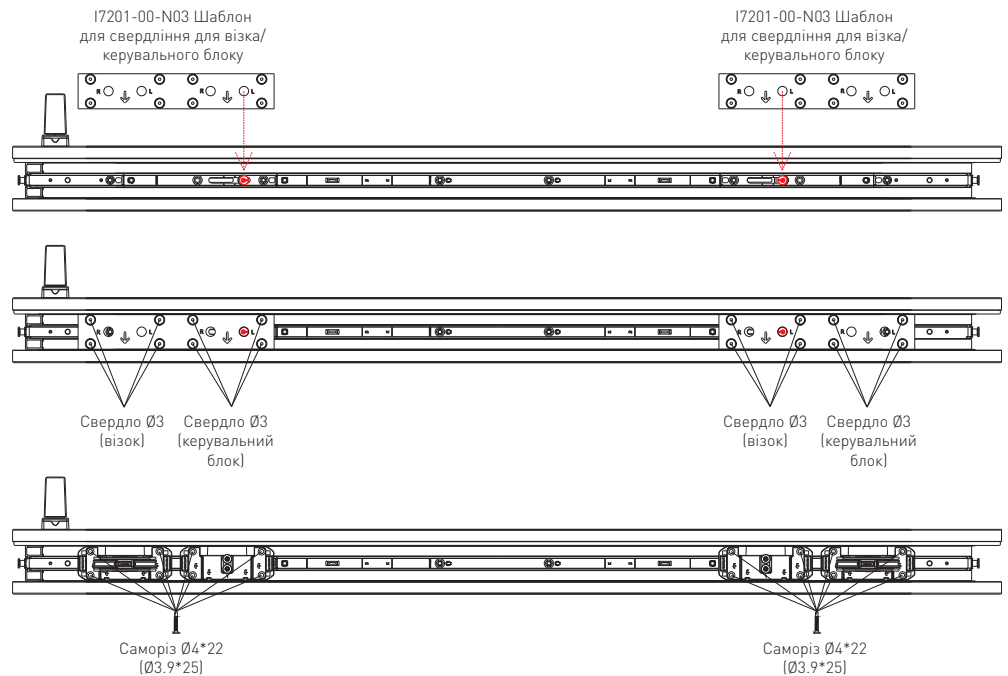 I7201-00-N03 Шаблон
для свердління для візка/
керувального блоку
I7201-00-N03 Шаблон
для свердління для візка/
керувального блоку
R L R L
R L R L
R L R L
R L R L
Свердло Ø3
(візок)
Свердло Ø3
(керувальний
блок)
Свердло Ø3
(візок)
Свердло Ø3
(керувальний
блок)
Саморіз Ø4*22
(Ø3.9*25)
Саморіз Ø4*22
(Ø3.9*25)